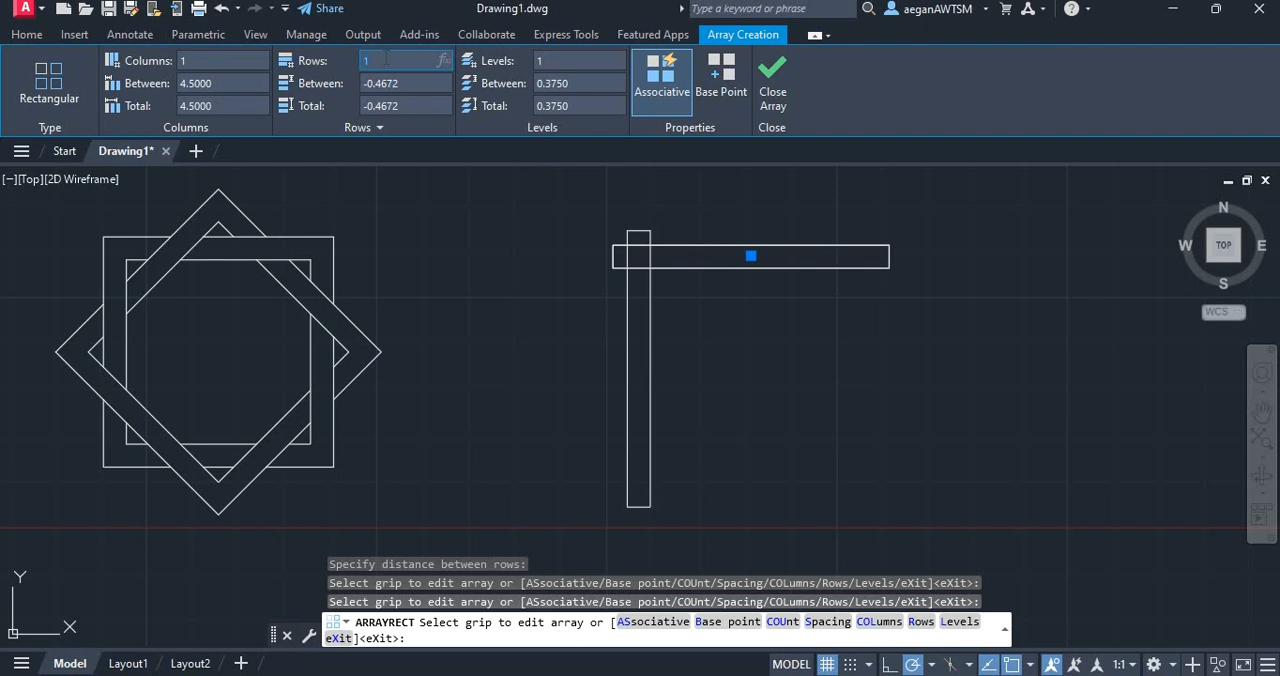 A Share Drawing1.dwg Type a keyword or phrase aeganAWTSM
Home Insert Annotate Parametric View Manage Output Add-ins Collaborate Express Tools Featured Apps Array Creation
Columns: 1 Rows: 1 Levels: 1
Between: 4.5000 Between: -0.4672 Between: 0.3750
Rectangular Associative Base Point Close Array
Total: 4.5000 Total: -0.4672 Total: 0.3750
Type Columns Rows Levels Properties Close
Start Drawing1*
[−][Top][2D Wireframe]
N
W TOP E
S
WCS
Specify distance between rows:
Select grip to edit array or [ASsociative/Base point/COUnt/Spacing/COLumns/Rows/Levels/eXit]<eXit>:
Select grip to edit array or [ASsociative/Base point/COUnt/Spacing/COLumns/Rows/Levels/eXit]<eXit>:
ARRAYRECT Select grip to edit array or [ASsociative Base point COUnt Spacing COLumns Rows Levels
eXit]<eXit>:
Y
X
Model Layout1 Layout2 MODEL 1:1